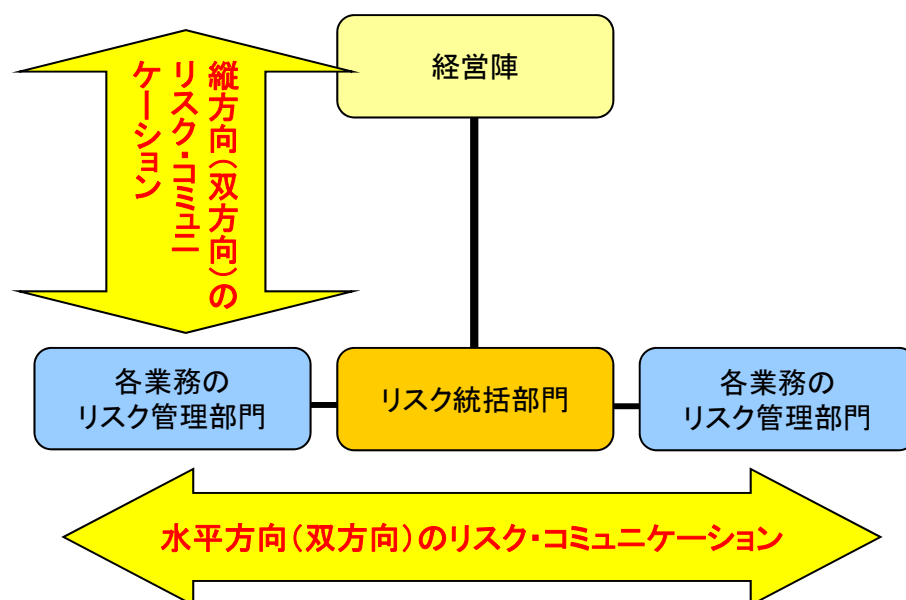 経営陣
縦方向（双方向）の
リスク・コミュニ
ケーション
各業務の
リスク管理部門
リスク統括部門
各業務の
リスク管理部門
水平方向（双方向）のリスク・コミュニケーション